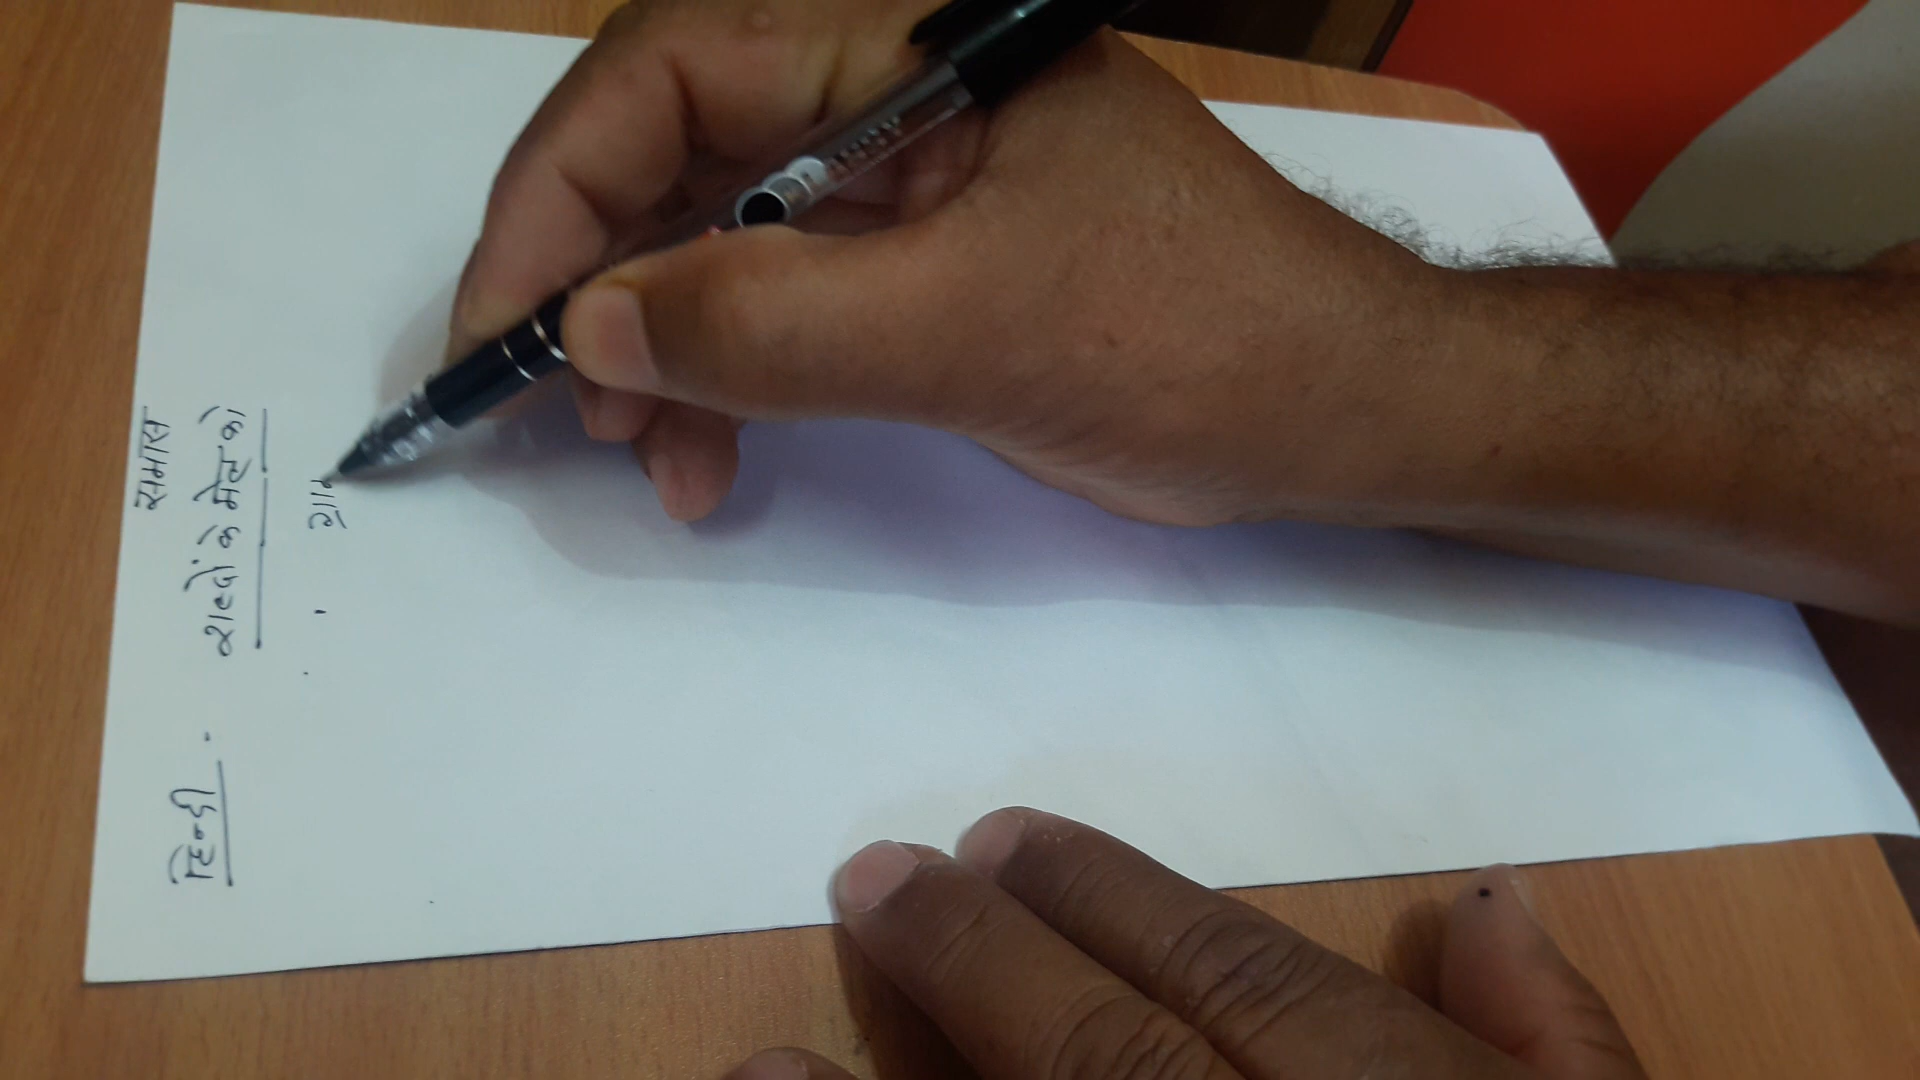 समास
हिन्दी - शब्दों के मेल को